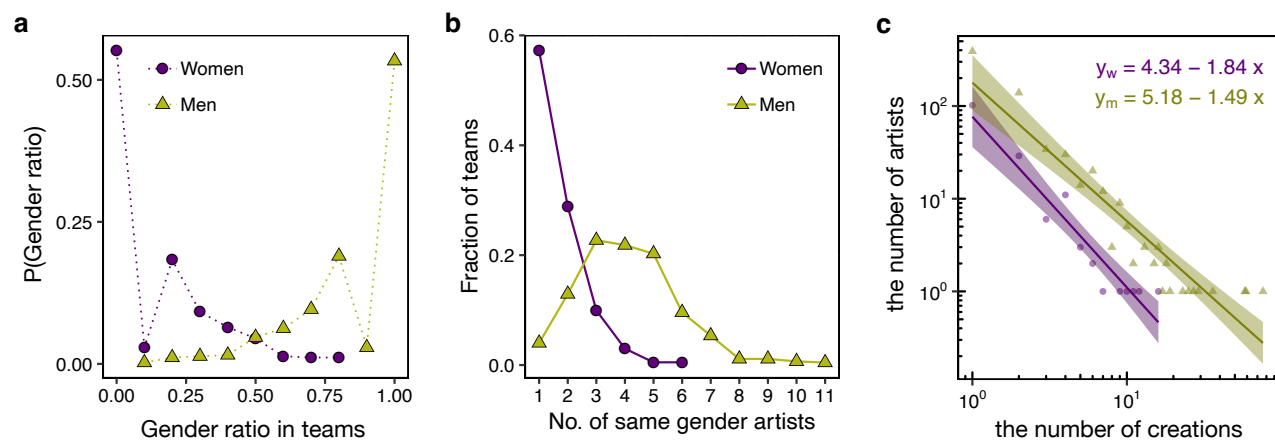 a
P(Gender ratio)
0.50
0.25
0.00
Women
Men
0.00 0.25 0.50 0.75 1.00
Gender ratio in teams
b
Fraction of teams
0.6
0.4
0.2
0.0
Women
Men
1 2 3 4 5 6 7 8 9 10 11
No. of same gender artists
c
the number of artists
10²
10¹
10⁰
y_w = 4.34 − 1.84 x
y_m = 5.18 − 1.49 x
10⁰ 10¹
the number of creations